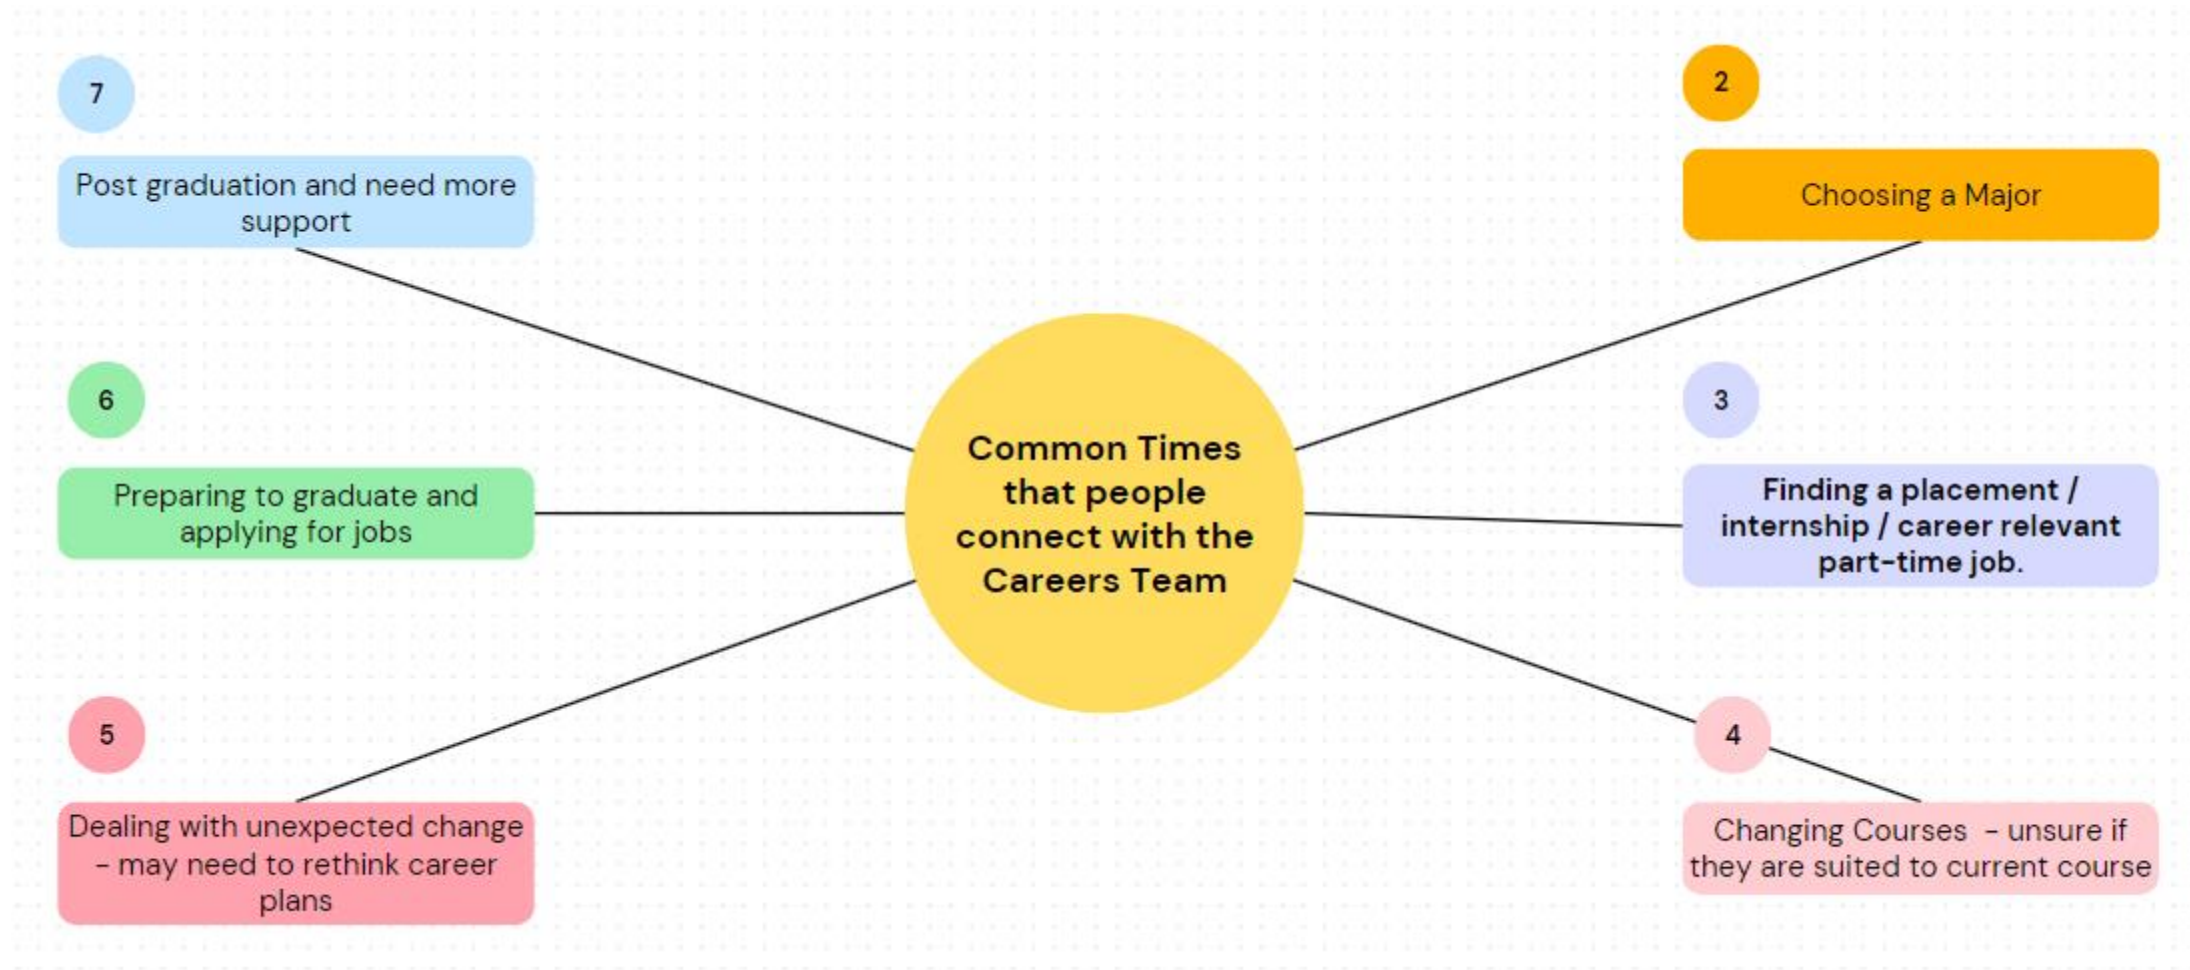 7
Post graduation and need more
support
6
Preparing to graduate and
applying for jobs
5
Dealing with unexpected change
- may need to rethink career
plans
Common Times
that people
connect with the
Careers Team
2
Choosing a Major
3
Finding a placement /
internship / career relevant
part-time job.
4
Changing Courses  - unsure if
they are suited to current course